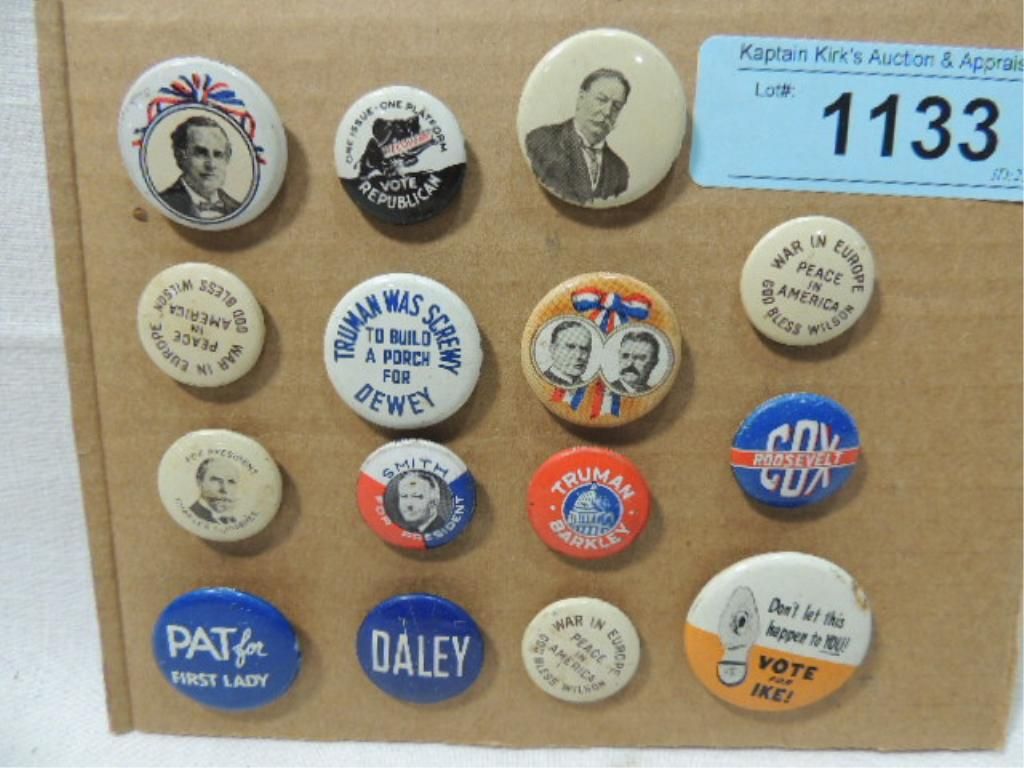 Kaptain Kirk's Auction & Apprais
Lot#: 1133
ONE ISSUE - ONE PLATFORM
VOTE
REPUBLICAN
WAR IN EUROPE
PEACE
IN
AMERICA
GOD BLESS WILSON
WAR IN EUROPE
PEACE
IN
AMERICA
GOD BLESS WILSON
TRUMAN WAS SCREWY
TO BUILD
A PORCH
FOR
DEWEY
COX
ROOSEVELT
FOR PRESIDENT
CHARLES
SMITH
FOR PRESIDENT
TRUMAN
BARKLEY
PAT for
FIRST LADY
DALEY
WAR IN EUROPE
PEACE
IN
AMERICA
GOD BLESS WILSON
Don't let this
happen to YOU!
VOTE
FOR
IKE!